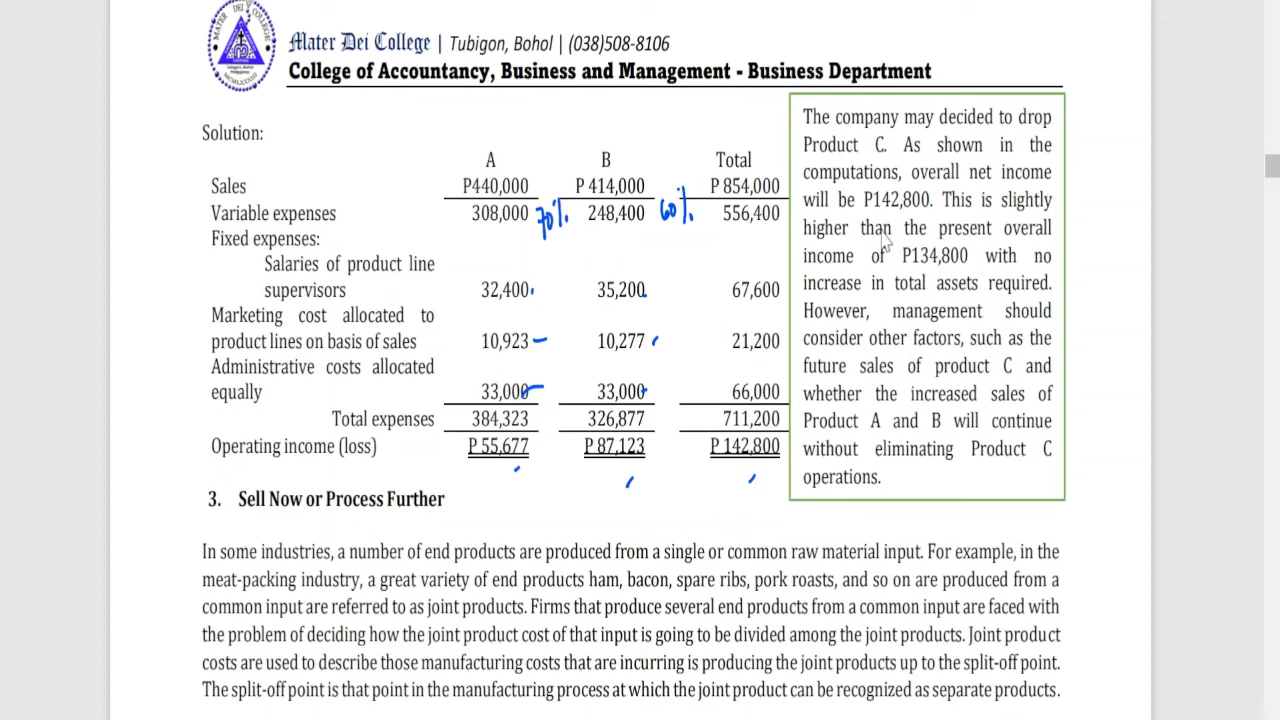 Mater Dei College | Tubigon, Bohol | (038)508-8106
College of Accountancy, Business and Management - Business Department
Solution:
A B Total
Sales P440,000 P 414,000 P 854,000
Variable expenses 308,000 70% 248,400 60% 556,400
Fixed expenses:
Salaries of product line
supervisors 32,400 35,200 67,600
Marketing cost allocated to
product lines on basis of sales 10,923 10,277 21,200
Administrative costs allocated
equally 33,000 33,000 66,000
Total expenses 384,323 326,877 711,200
Operating income (loss) P 55,677 P 87,123 P 142,800
The company may decided to drop
Product C. As shown in the
computations, overall net income
will be P142,800. This is slightly
higher than the present overall
income of P134,800 with no
increase in total assets required.
However, management should
consider other factors, such as the
future sales of product C and
whether the increased sales of
Product A and B will continue
without eliminating Product C
operations.
3. Sell Now or Process Further
In some industries, a number of end products are produced from a single or common raw material input. For example, in the
meat-packing industry, a great variety of end products ham, bacon, spare ribs, pork roasts, and so on are produced from a
common input are referred to as joint products. Firms that produce several end products from a common input are faced with
the problem of deciding how the joint product cost of that input is going to be divided among the joint products. Joint product
costs are used to describe those manufacturing costs that are incurring is producing the joint products up to the split-off point.
The split-off point is that point in the manufacturing process at which the joint product can be recognized as separate products.